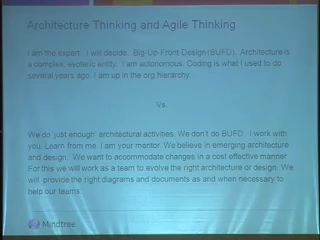 Architecture Thinking and Agile Thinking
I am the expert. I will decide. Big-Up-Front-Design (BUFD). Architecture is
a complex, esoteric entity. I am autonomous. Coding is what I used to do
several years ago. I am up in the org hierarchy.
Vs.
We do 'just enough' architectural activities. We don't do BUFD. I work with
you. Learn from me. I am your mentor. We believe in emerging architecture
and design. We want to accommodate changes in a cost effective manner.
For this we will work as a team to evolve the right architecture or design. We
will provide the right diagrams and documents as and when necessary to
help our teams.
Mindtree